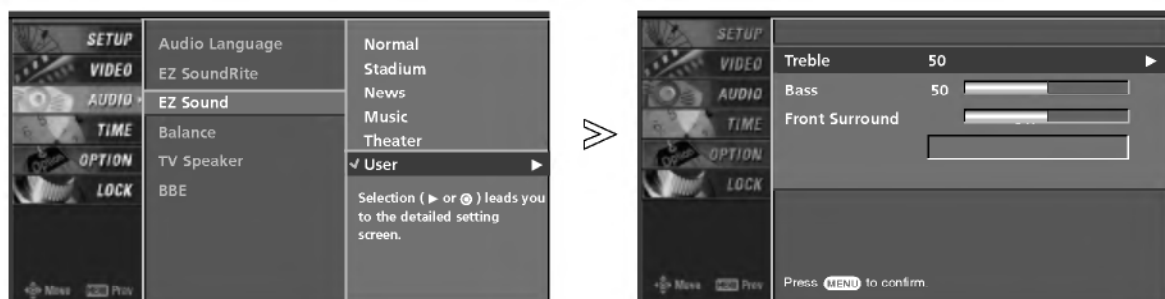 SETUP
VIDEO
AUDIO
TIME
OPTION
LOCK
Move
Prev
Audio Language
EZ SoundRite
EZ Sound
Balance
TV Speaker
BBE
Normal
Stadium
News
Music
Theater
✓ User ►
Selection ( ► or ◉ ) leads you
to the detailed setting
screen.
SETUP
VIDEO
AUDIO
TIME
OPTION
LOCK
Move
Prev
Treble 50 ►
Bass 50
Front Surround
Press MENU to confirm.